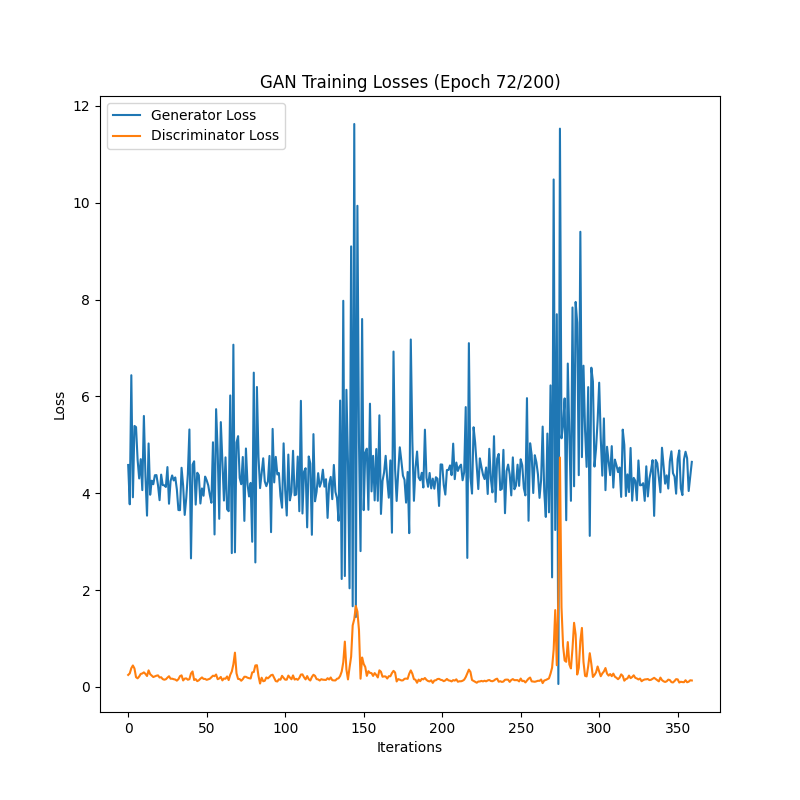 GAN Training Losses (Epoch 72/200)
Generator Loss
Discriminator Loss
12
10
8
6
4
2
0
Loss
0 50 100 150 200 250 300 350
Iterations